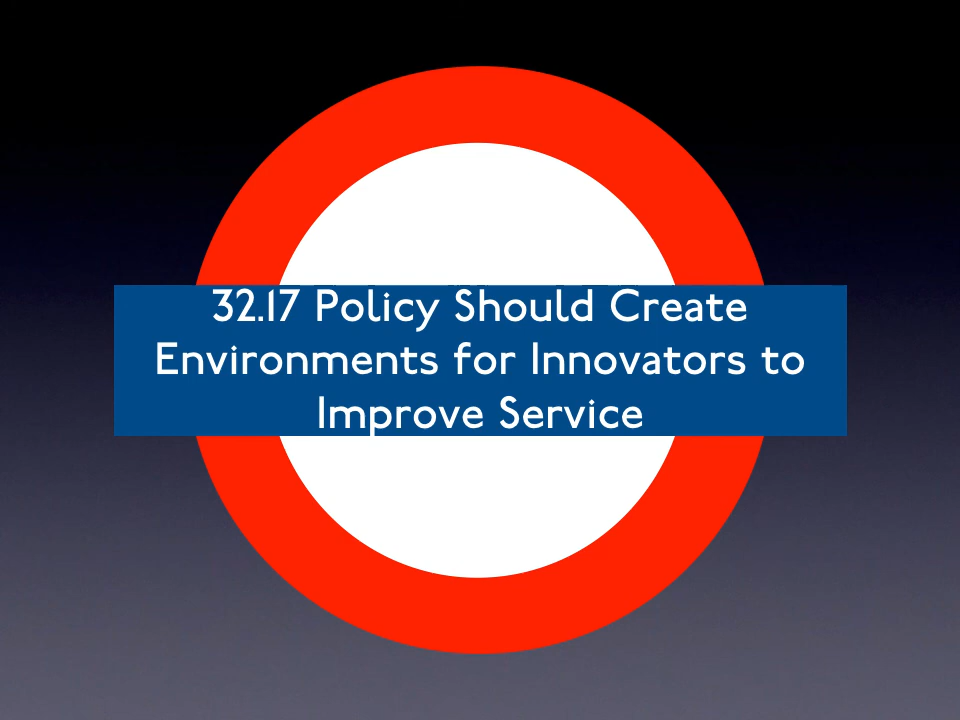 32.17 Policy Should Create
Environments for Innovators to
Improve Service